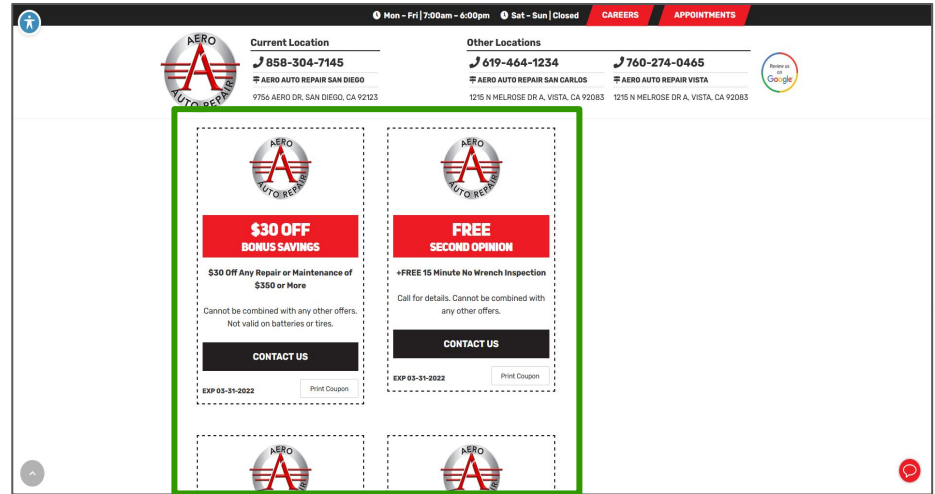 Mon - Fri | 7:00am - 6:00pm Sat - Sun | Closed CAREERS APPOINTMENTS
AERO
AUTO REPAIR
Current Location
858-304-7145
AERO AUTO REPAIR SAN DIEGO
9756 AERO DR, SAN DIEGO, CA 92123
Other Locations
619-464-1234
AERO AUTO REPAIR SAN CARLOS
1215 N MELROSE DR A, VISTA, CA 92083
760-274-0465
AERO AUTO REPAIR VISTA
1215 N MELROSE DR A, VISTA, CA 92083
Review us
on
Google
AERO
AUTO REPAIR
$30 OFF
BONUS SAVINGS
$30 Off Any Repair or Maintenance of
$350 or More
Cannot be combined with any other offers.
Not valid on batteries or tires.
CONTACT US
EXP 03-31-2022 Print Coupon
AERO
AUTO REPAIR
FREE
SECOND OPINION
+FREE 15 Minute No Wrench Inspection
Call for details. Cannot be combined with
any other offers.
CONTACT US
EXP 03-31-2022 Print Coupon
AERO
AERO